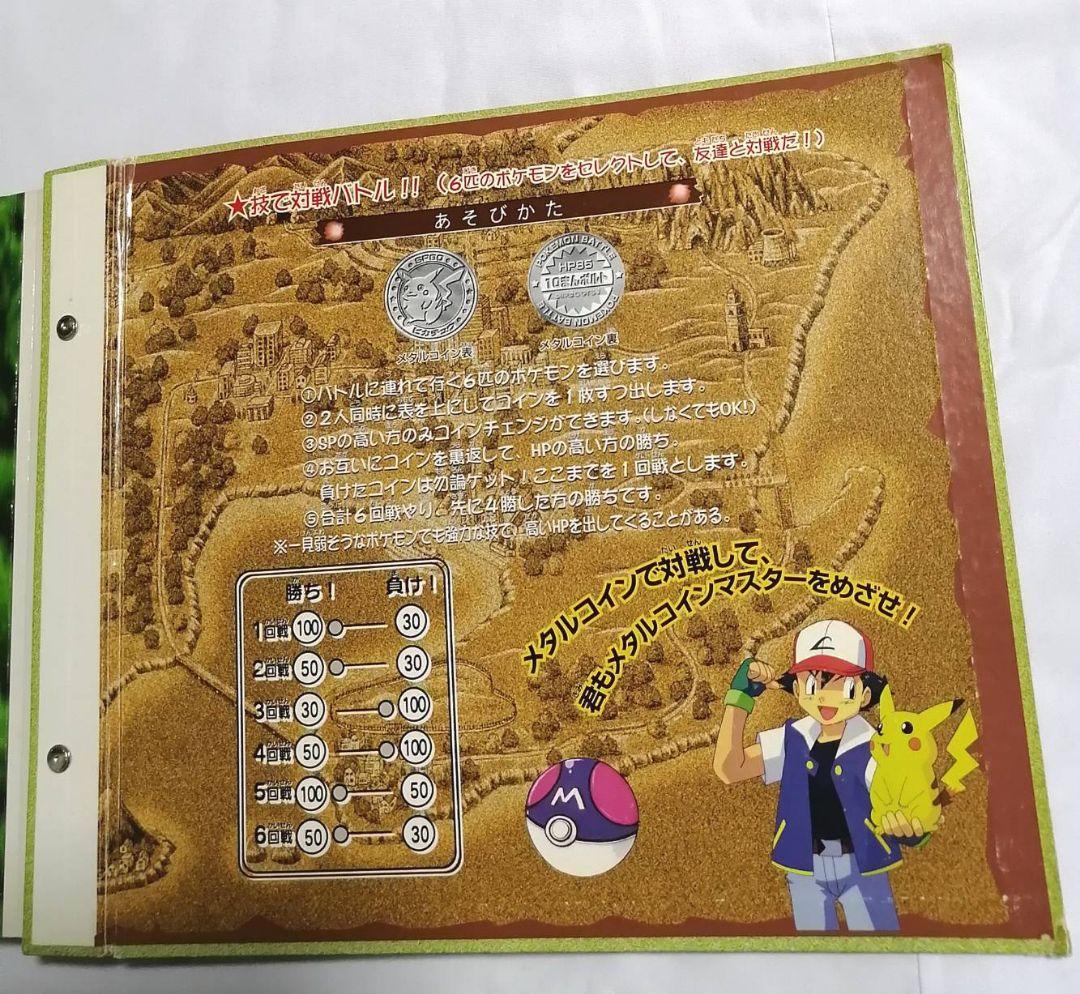 ★技で対戦バトル!!(6匹のポケモンをセレクトして、友達と対戦だ!)
あそびかた
SP60
ピカチュウ
メタルコイン表
POKEMON BATTLE
HP86
10まんボルト
POKEMON BATTLE
メタルコイン裏
①バトルに連れて行く6匹のポケモンを選びます。
②2人同時に表を上にしてコインを1枚ずつ出します。
③SPの高い方のみコインチェンジができます。(しなくてもOK!)
④お互いにコインを裏返して、HPの高い方の勝ち。
負けたコインは勿論ゲット!ここまでを1回戦とします。
⑤合計6回戦やり、先に4勝した方の勝ちです。
※一見弱そうなポケモンでも強力な技で、高いHPを出してくることがある。
勝ち! 負け!
1回戦 100 30
2回戦 50 30
3回戦 30 100
4回戦 50 100
5回戦 100 50
6回戦 50 30
メタルコインで対戦して、
君もメタルコインマスターをめざせ!
M